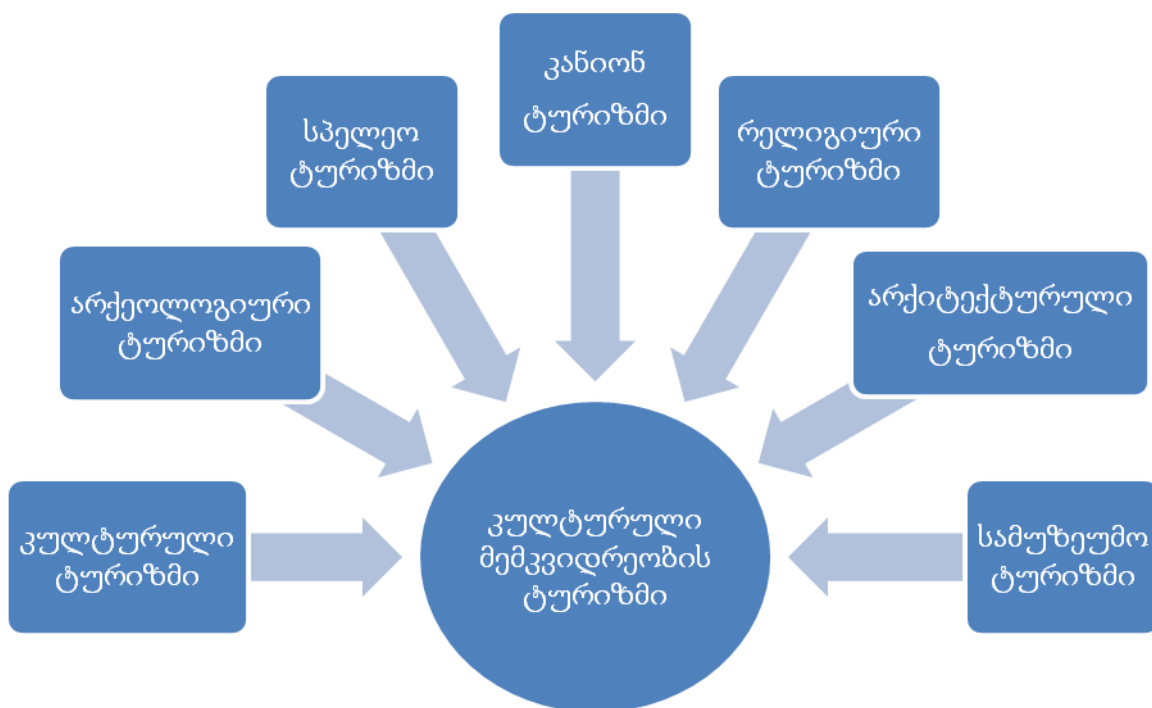 კანიონ
ტურიზმი
სპელეო
ტურიზმი
რელიგიური
ტურიზმი
არქეოლოგიური
ტურიზმი
არქიტექტურული
ტურიზმი
კულტურული
ტურიზმი
კულტურული
მემკვიდრეობის
ტურიზმი
სამუზეუმო
ტურიზმი